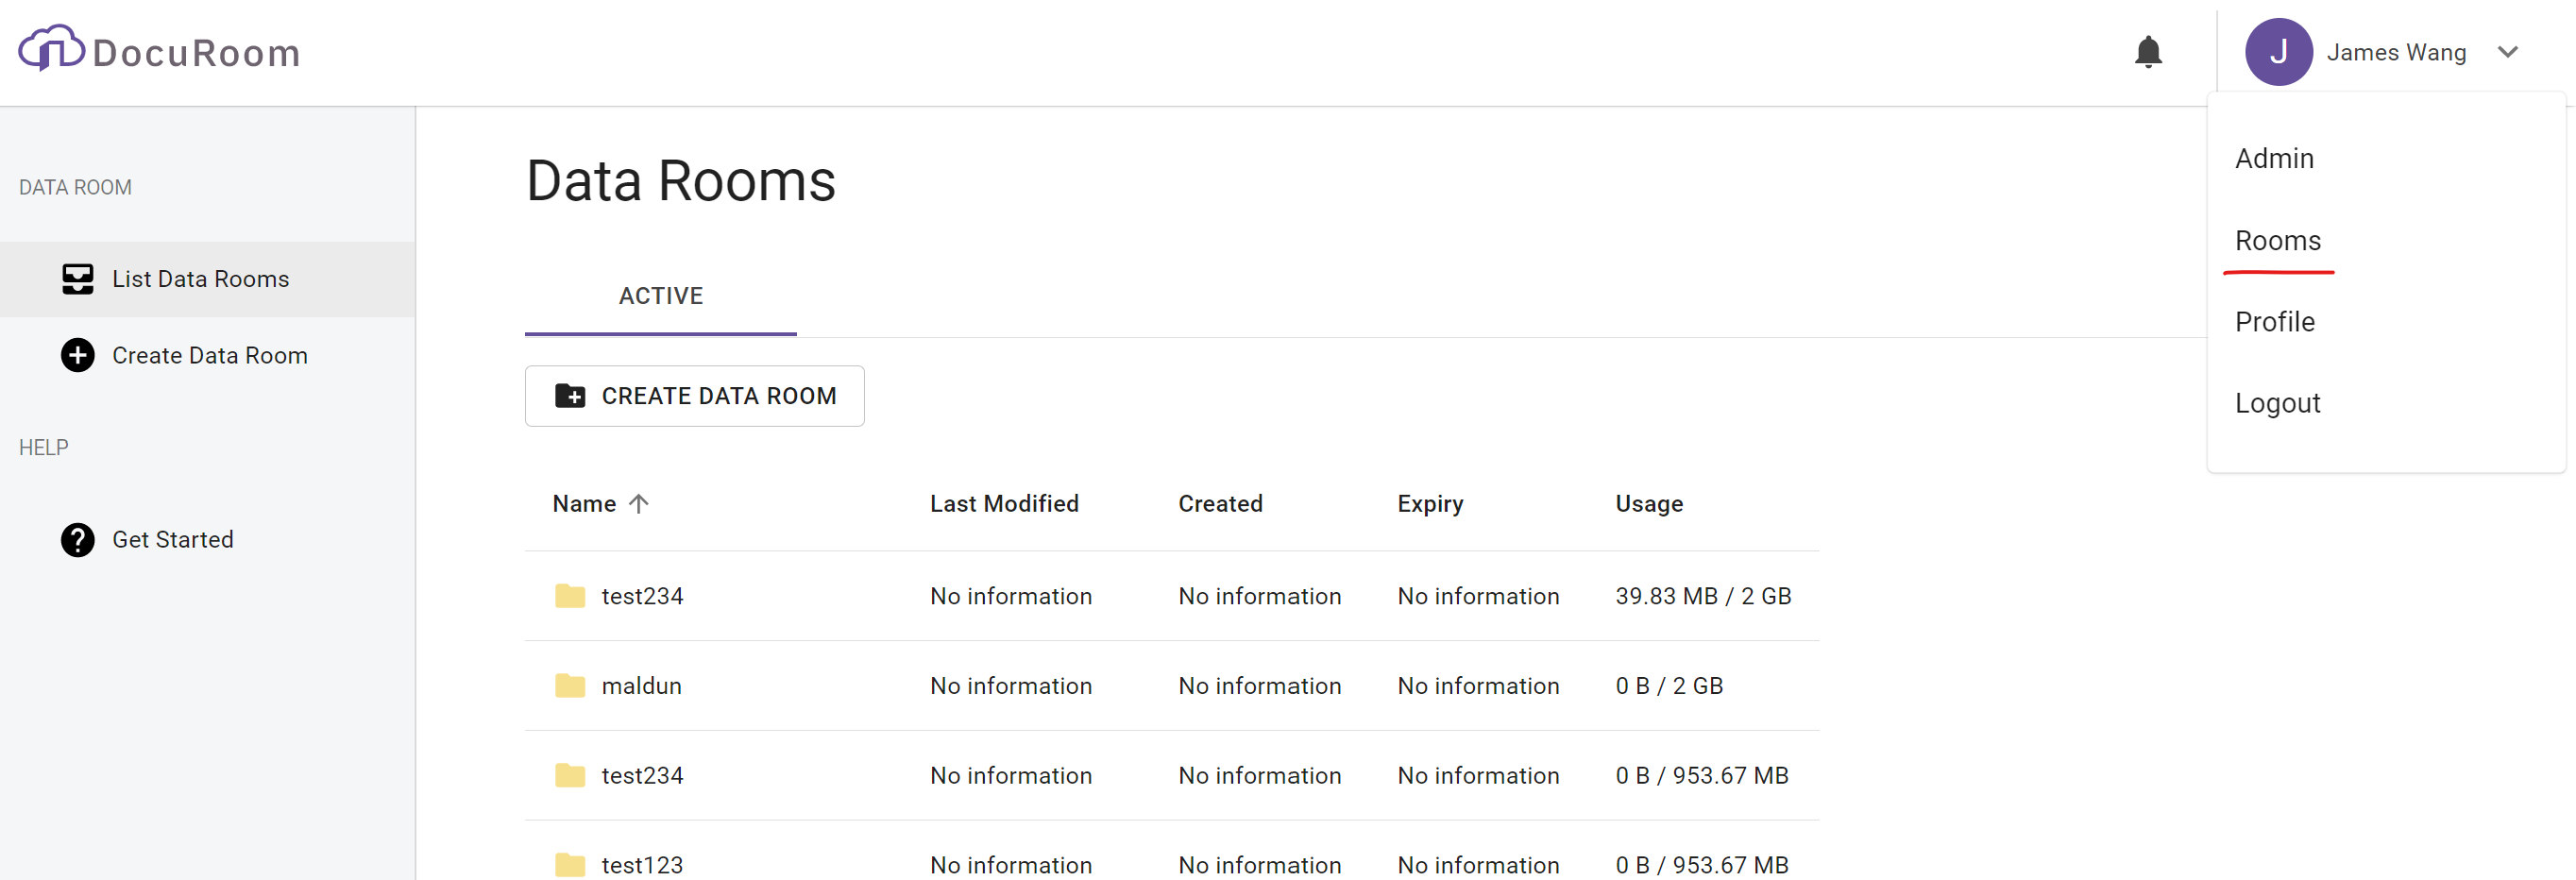 DocuRoom
J James Wang
Admin
Rooms
Profile
Logout
DATA ROOM
List Data Rooms
Create Data Room
HELP
Get Started
Data Rooms
ACTIVE
CREATE DATA ROOM
Name Last Modified Created Expiry Usage
test234 No information No information No information 39.83 MB / 2 GB
maldun No information No information No information 0 B / 2 GB
test234 No information No information No information 0 B / 953.67 MB
test123 No information No information No information 0 B / 953.67 MB